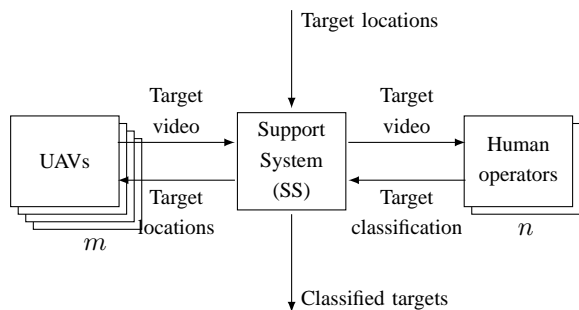 Target locations
Target
video
Target
video
UAVs
Support
System
(SS)
Human
operators
Target
locations
Target
classification
m
n
Classified targets